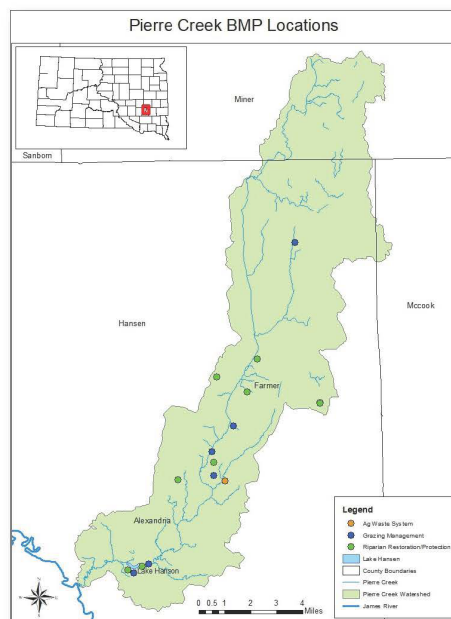 Pierre Creek BMP Locations
Miner
Sanborn
Mccook
Hansen
Farmer
Alexandria
Lake Hanson
Legend
Ag Waste System
Grazing Management
Riparian Restoration/Protection
Lake Hansen
County Boundaries
Pierre Creek
Pierre Creek Watershed
James River
0 0.5 1 2 3 4
Miles